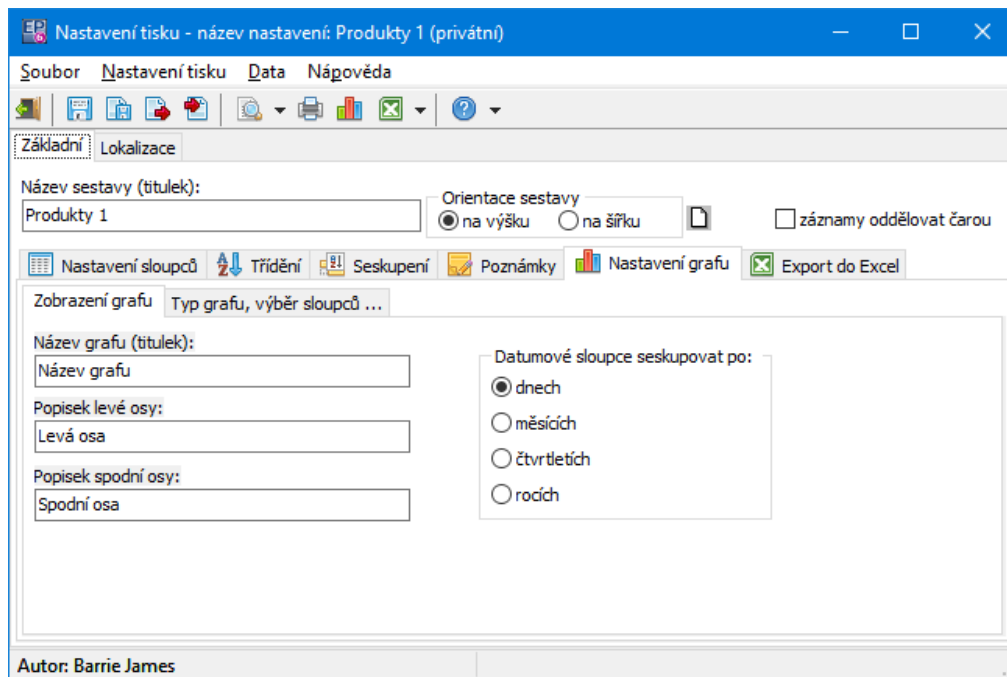 Nastavení tisku - název nastavení: Produkty 1 (privátní)
Soubor Nastavení tisku Data Nápověda
Základní Lokalizace
Název sestavy (titulek):
Produkty 1
Orientace sestavy
na výšku na šířku
záznamy oddělovat čarou
Nastavení sloupců Třídění Seskupení Poznámky Nastavení grafu Export do Excel
Zobrazení grafu Typ grafu, výběr sloupců ...
Název grafu (titulek):
Název grafu
Popisek levé osy:
Levá osa
Popisek spodní osy:
Spodní osa
Datumové sloupce seskupovat po:
dnech
měsících
čtvrtletích
rocích
Autor: Barrie James